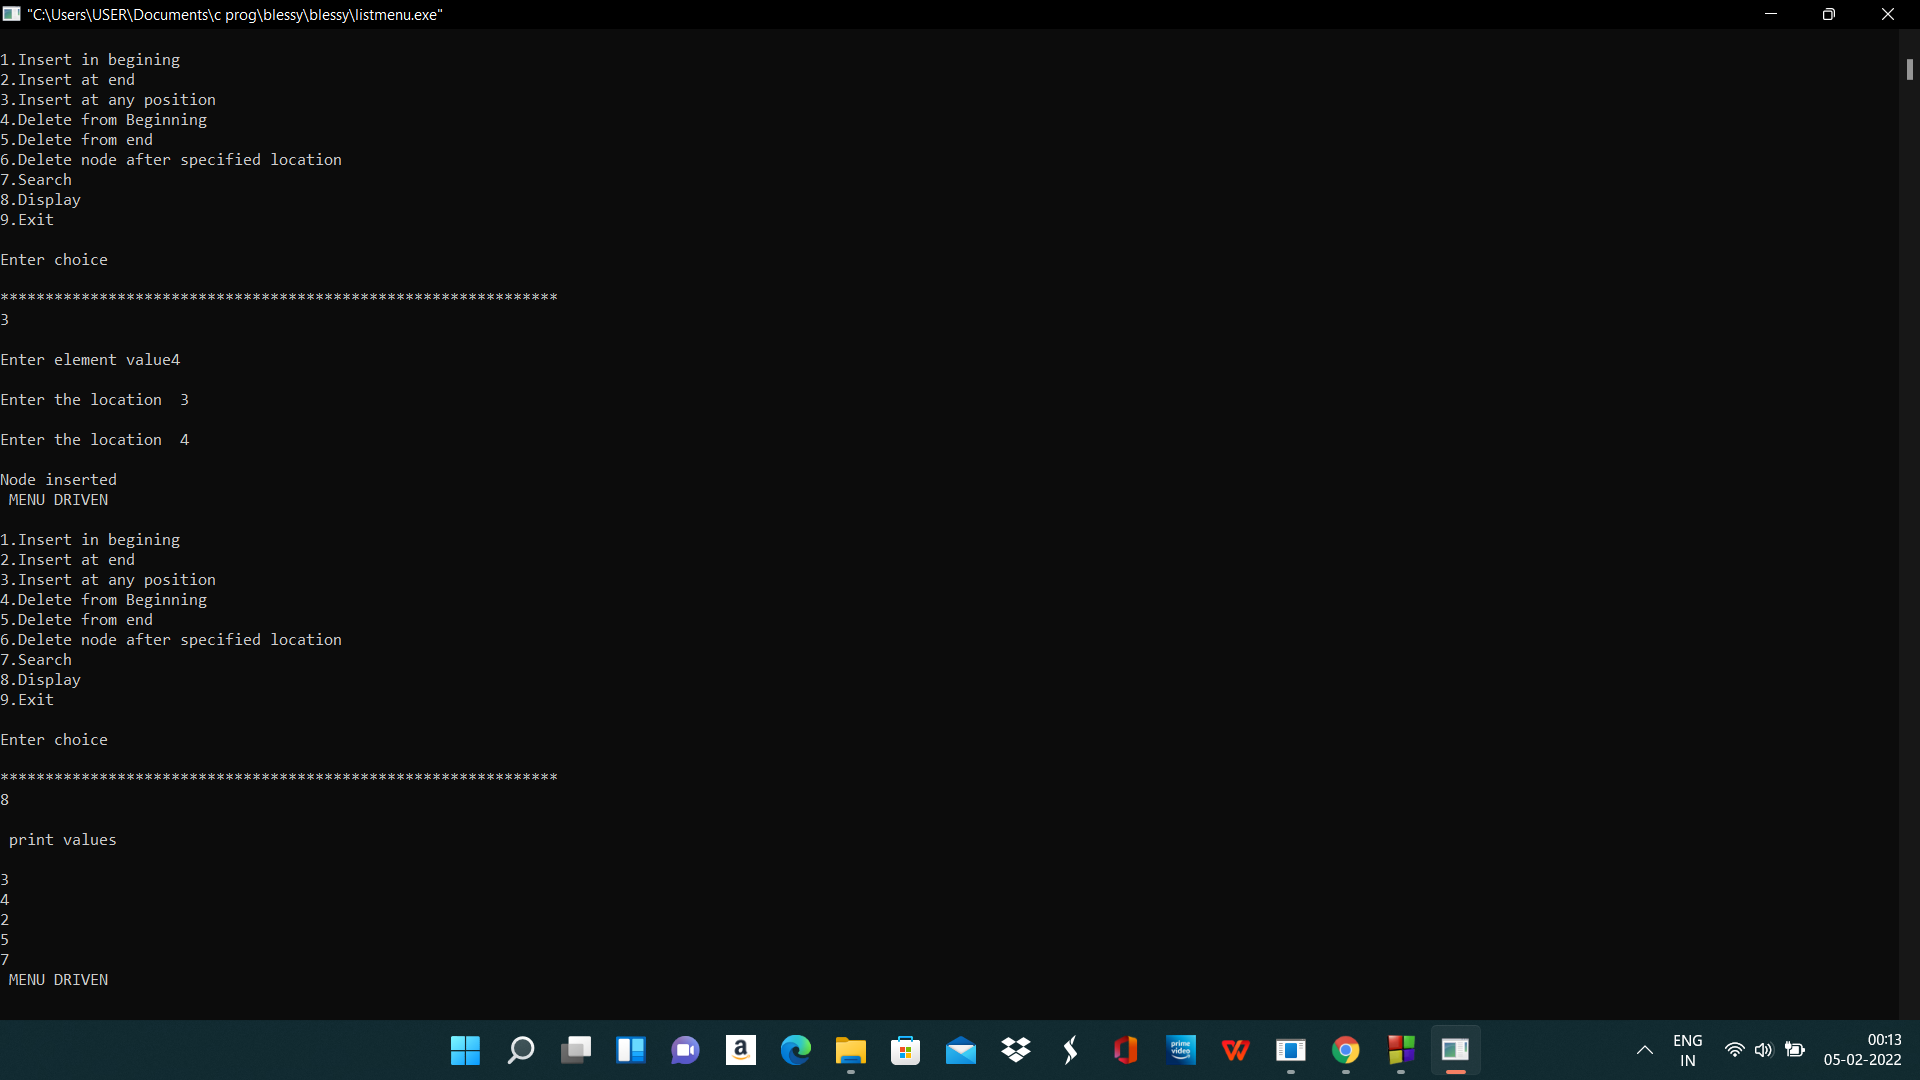 "C:\Users\USER\Documents\c prog\blessy\blessy\listmenu.exe"
1.Insert in begining
2.Insert at end
3.Insert at any position
4.Delete from Beginning
5.Delete from end
6.Delete node after specified location
7.Search
8.Display
9.Exit
Enter choice
**************************************************************
3
Enter element value4
Enter the location  3
Enter the location  4
Node inserted
 MENU DRIVEN
1.Insert in begining
2.Insert at end
3.Insert at any position
4.Delete from Beginning
5.Delete from end
6.Delete node after specified location
7.Search
8.Display
9.Exit
Enter choice
**************************************************************
8
 print values
3
4
2
5
7
 MENU DRIVEN
a
prime video
W
ENG
IN
00:13
05-02-2022